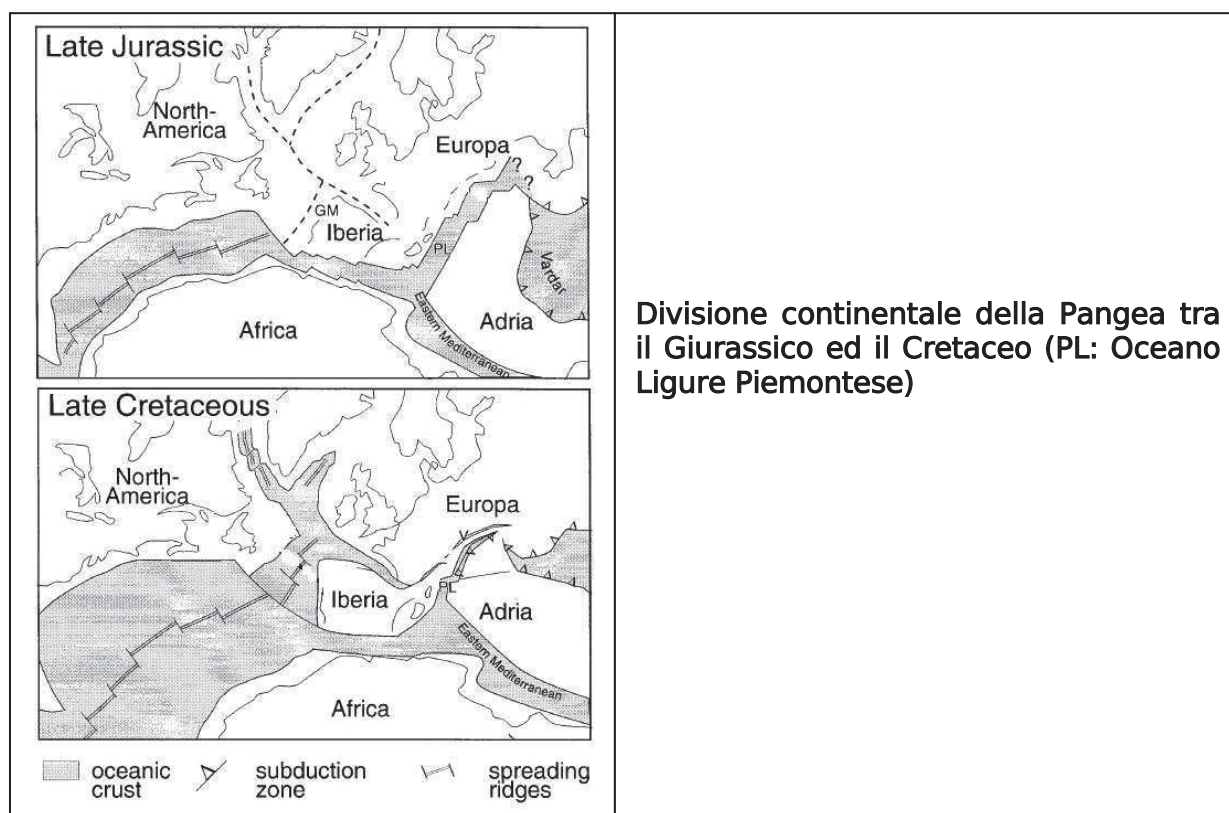 Late Jurassic
North-
America
Europa
?
?
GM
Iberia
PL
Vardar
Africa
Eastern Mediterranean
Adria
Late Cretaceous
North-
America
Europa
V
Iberia
PL
Adria
Eastern Mediterranean
Africa
oceanic
crust
subduction
zone
spreading
ridges
Divisione continentale della Pangea tra
il Giurassico ed il Cretaceo (PL: Oceano
Ligure Piemontese)